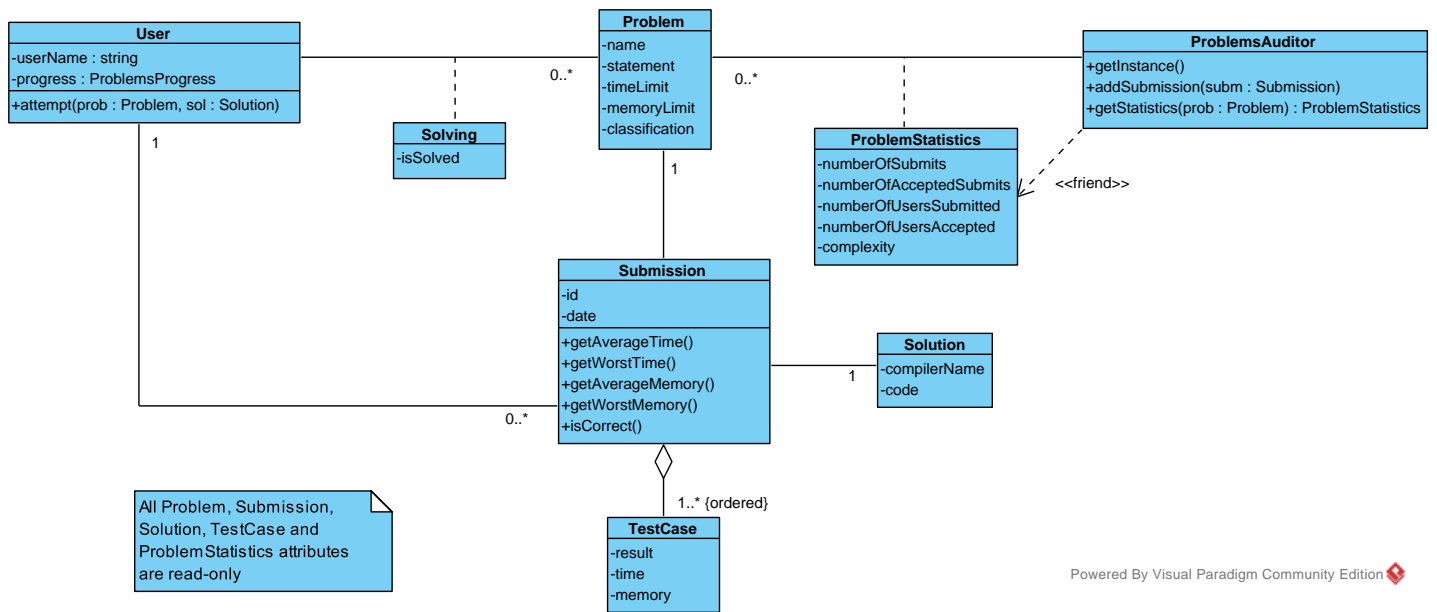 User
-userName : string
-progress : ProblemsProgress
+attempt(prob : Problem, sol : Solution)
0..*
Problem
-name
-statement
-timeLimit
-memoryLimit
-classification
0..*
ProblemsAuditor
+getInstance()
+addSubmission(subm : Submission)
+getStatistics(prob : Problem) : ProblemStatistics
Solving
-isSolved
ProblemStatistics
-numberOfSubmits
-numberOfAcceptedSubmits
-numberOfUsersSubmitted
-numberOfUsersAccepted
-complexity
<<friend>>
1
1
Submission
-id
-date
+getAverageTime()
+getWorstTime()
+getAverageMemory()
+getWorstMemory()
+isCorrect()
1
Solution
-compilerName
-code
0..*
1..* {ordered}
TestCase
-result
-time
-memory
All Problem, Submission,
Solution, TestCase and
ProblemStatistics attributes
are read-only
Powered By Visual Paradigm Community Edition